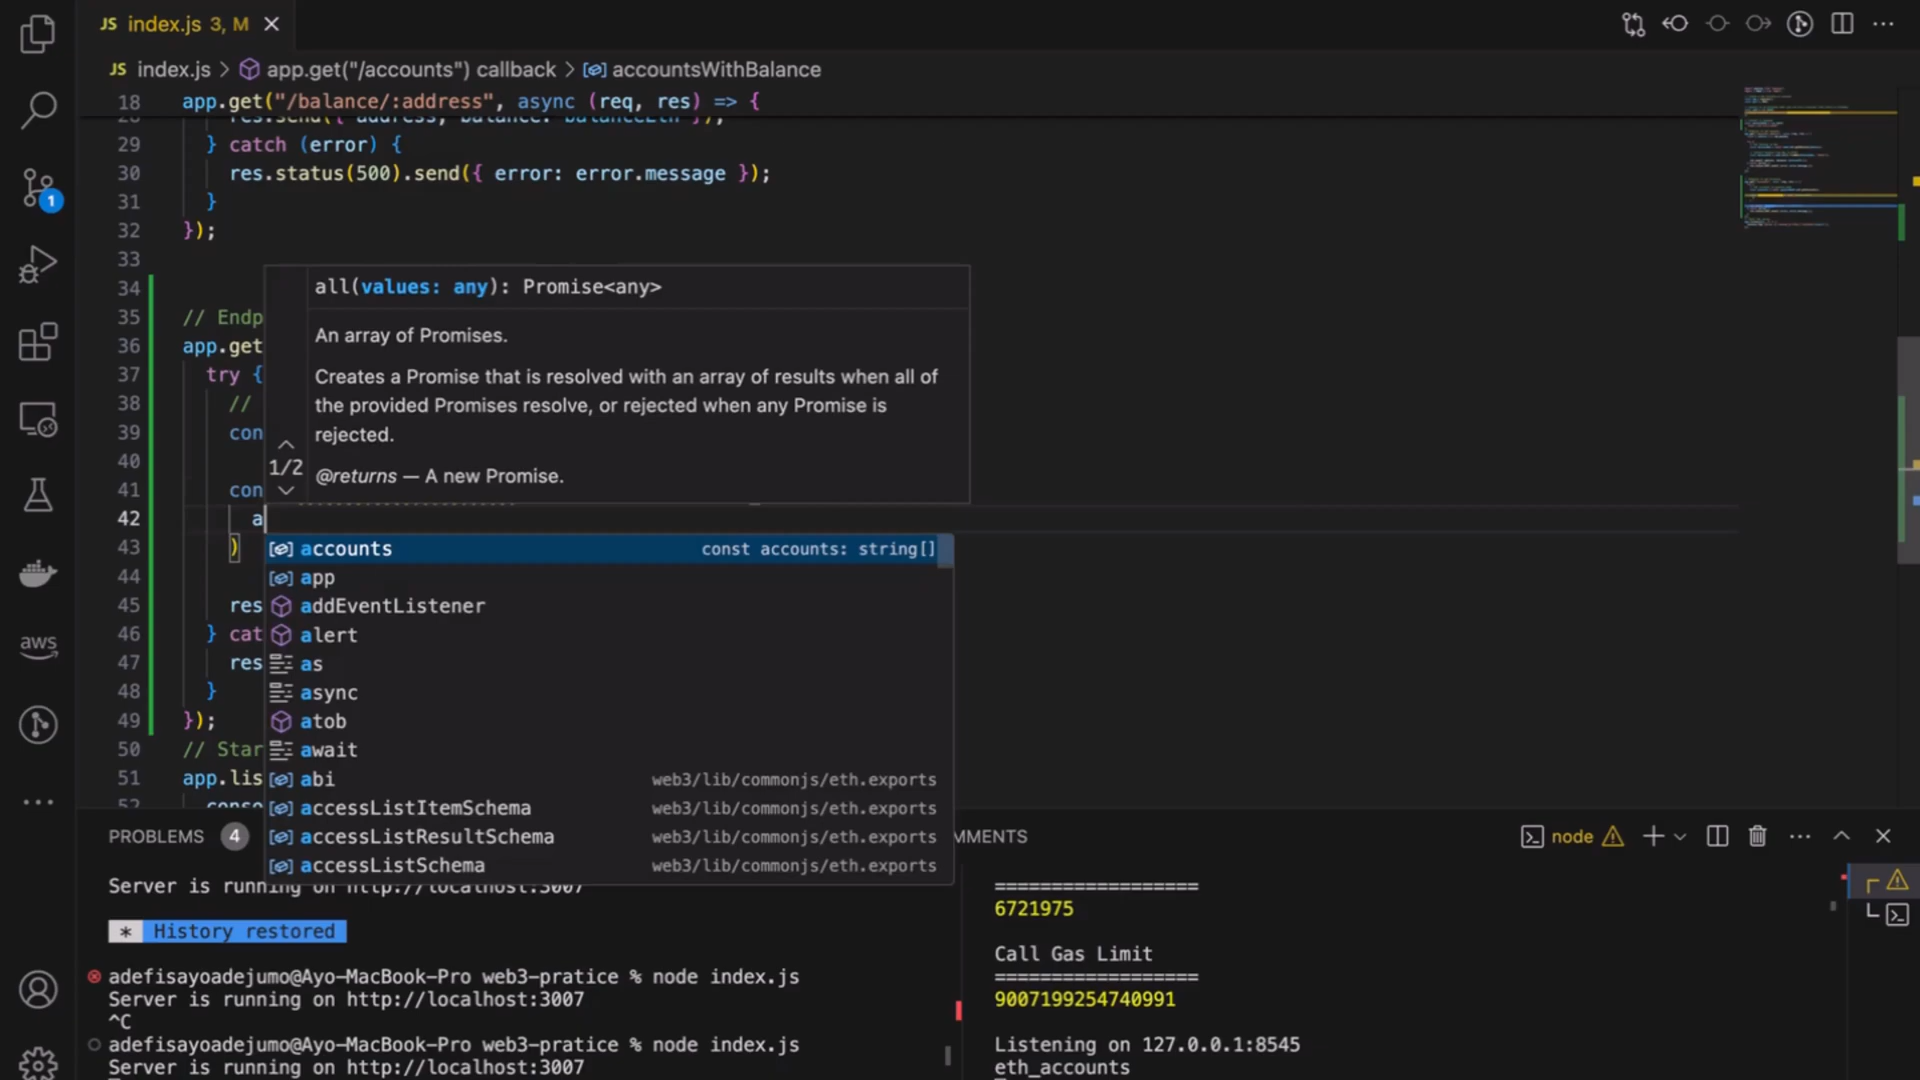 JS index.js 3, M
JS index.js > app.get("/accounts") callback > accountsWithBalance
18 app.get("/balance/:address", async (req, res) => {
28 res.send({ address, balance: balanceEth });
29 } catch (error) {
30 res.status(500).send({ error: error.message });
31 }
32 });
33
34
35 // Endp
36 app.get
37 try {
38 //
39 con
40
41 con
42 a
43 )
44
45 res
46 } cat
47 res
48 }
49 });
50 // Star
51 app.lis
52 conso
all(values: any): Promise<any>
An array of Promises.
Creates a Promise that is resolved with an array of results when all of
the provided Promises resolve, or rejected when any Promise is
rejected.
1/2
@returns — A new Promise.
accounts const accounts: string[]
app
addEventListener
alert
as
async
atob
await
abi web3/lib/commonjs/eth.exports
accessListItemSchema web3/lib/commonjs/eth.exports
accessListResultSchema web3/lib/commonjs/eth.exports
accessListSchema web3/lib/commonjs/eth.exports
1
aws
PROBLEMS 4
MMENTS
node
Server is running on http://localhost:3007
* History restored
adefisayoadejumo@Ayo-MacBook-Pro web3-pratice % node index.js
Server is running on http://localhost:3007
^C
adefisayoadejumo@Ayo-MacBook-Pro web3-pratice % node index.js
Server is running on http://localhost:3007
==================
6721975
Call Gas Limit
==================
9007199254740991
Listening on 127.0.0.1:8545
eth_accounts